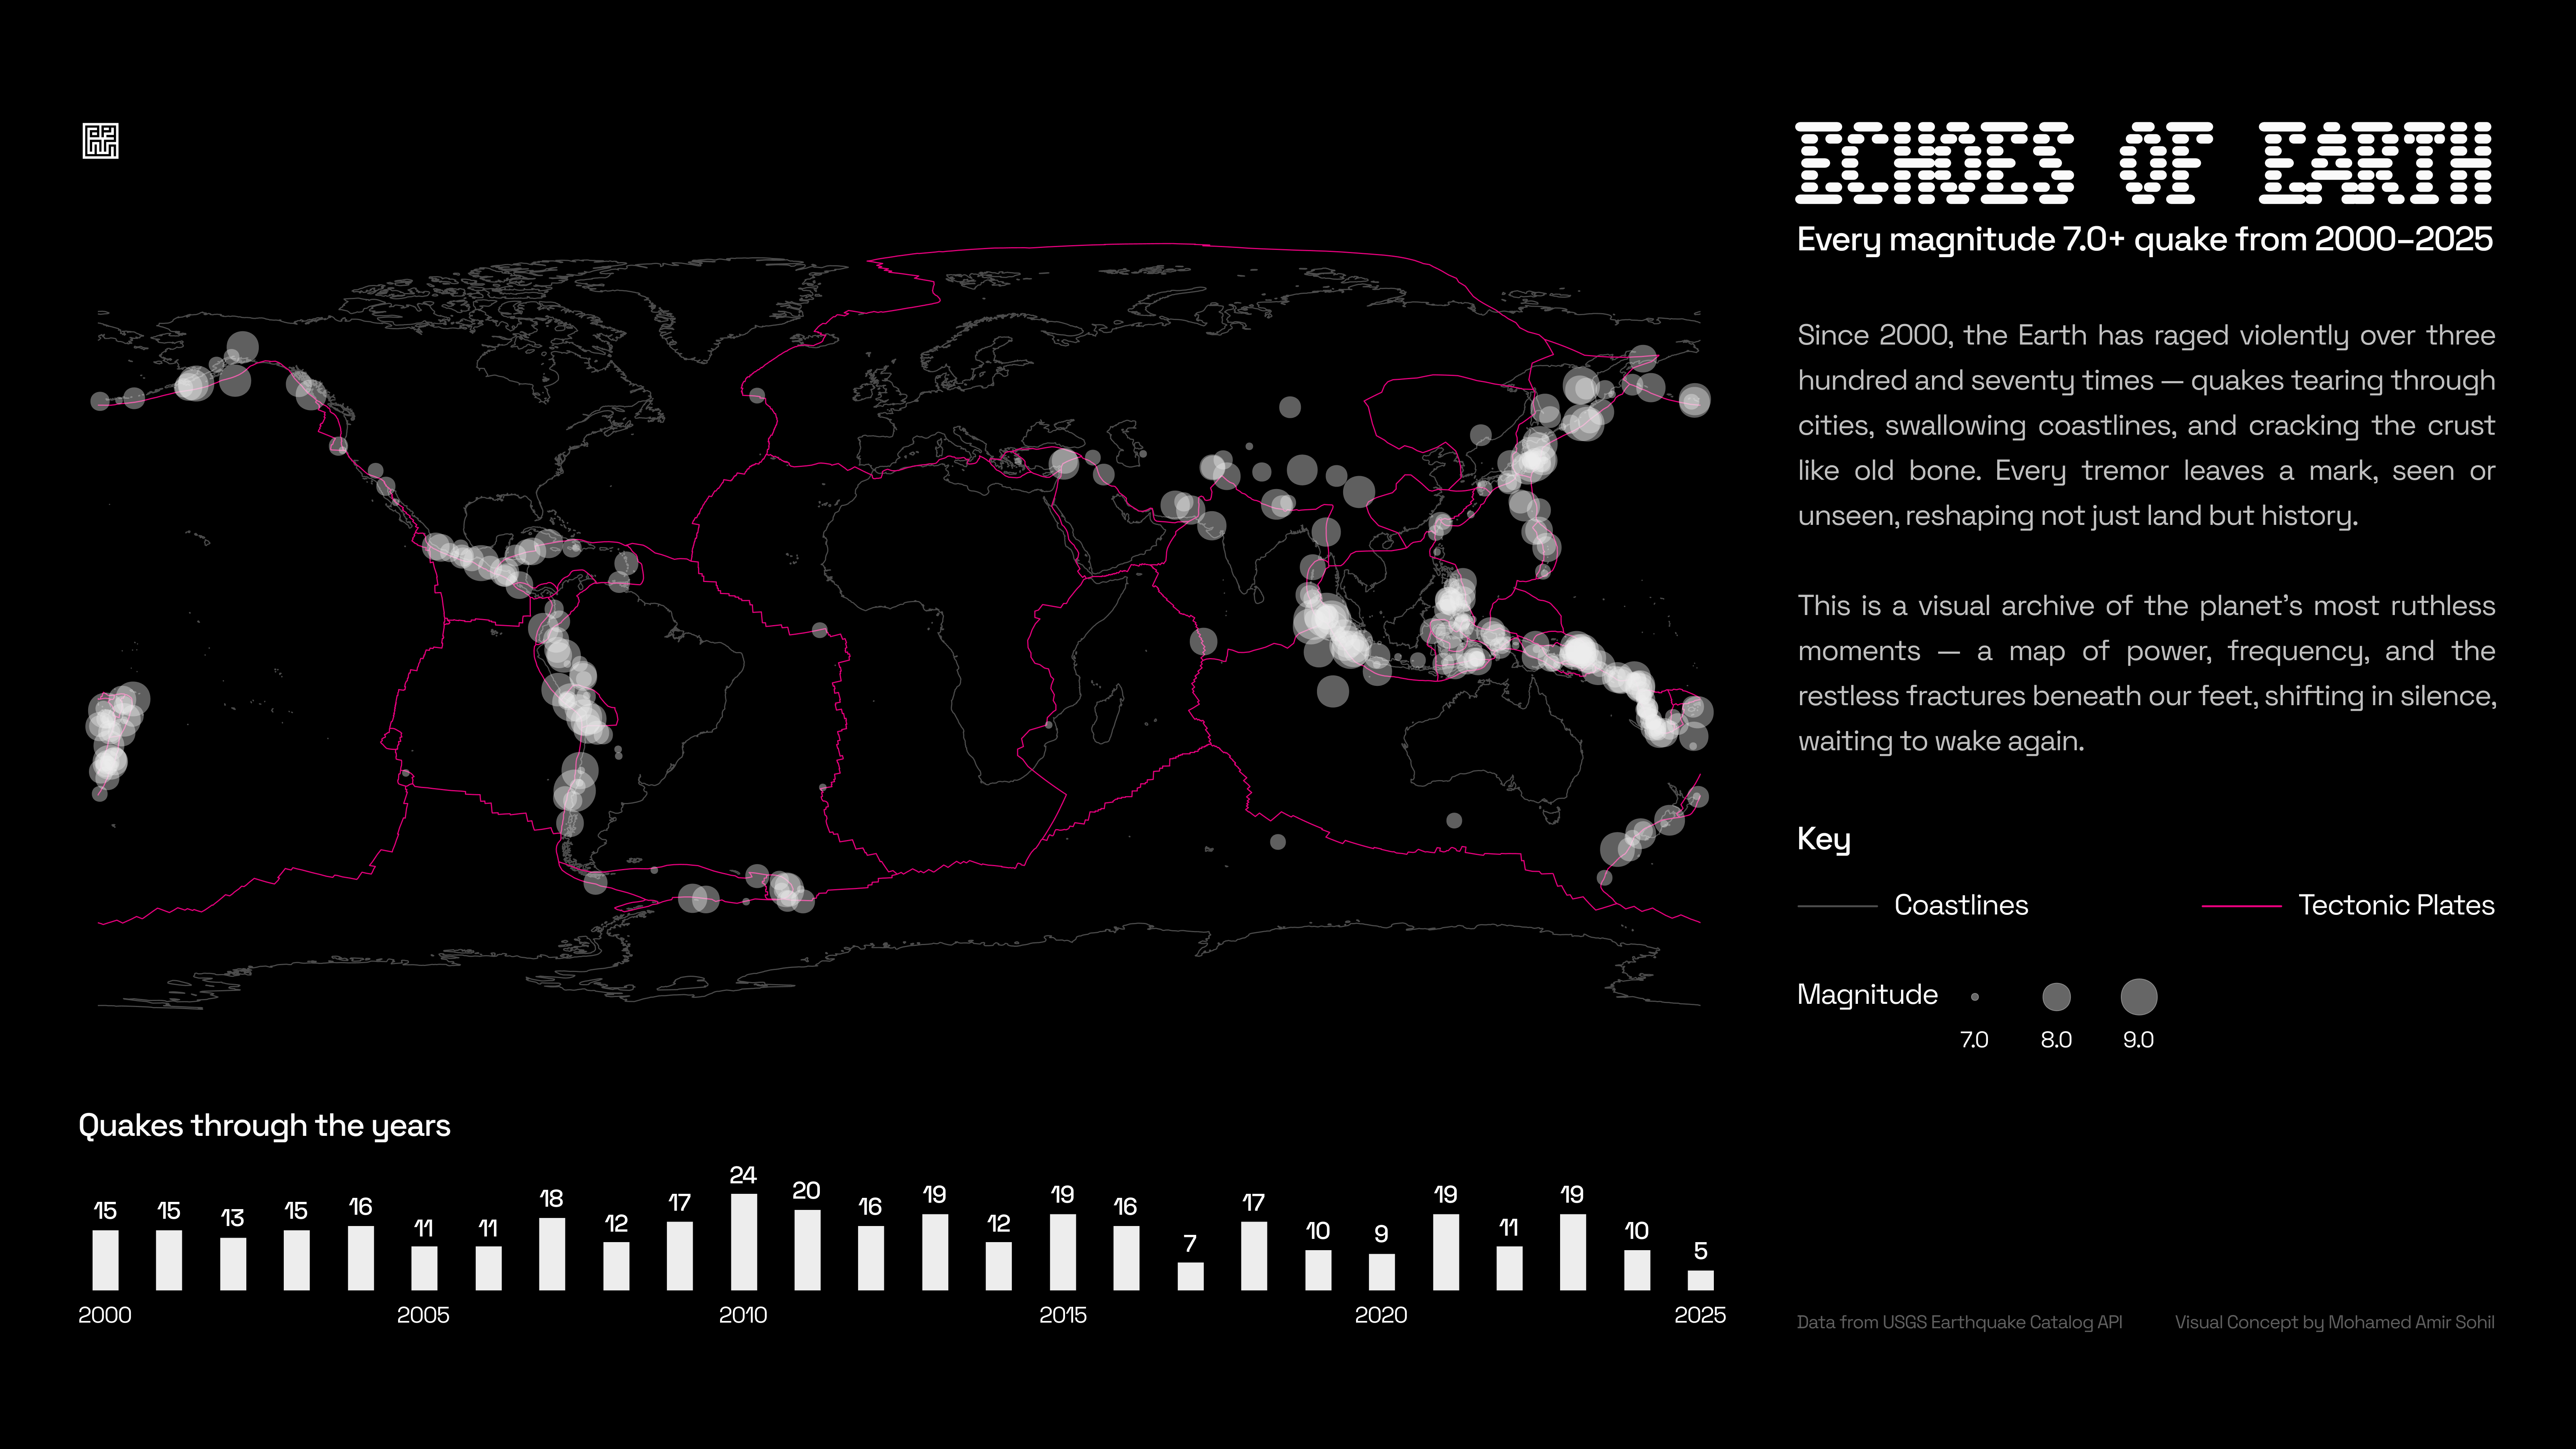 ECHOES OF EARTH
Every magnitude 7.0+ quake from 2000–2025
Since 2000, the Earth has raged violently over three
hundred and seventy times — quakes tearing through
cities, swallowing coastlines, and cracking the crust
like old bone. Every tremor leaves a mark, seen or
unseen, reshaping not just land but history.
This is a visual archive of the planet's most ruthless
moments — a map of power, frequency, and the
restless fractures beneath our feet, shifting in silence,
waiting to wake again.
Key
Coastlines Tectonic Plates
Magnitude
7.0 8.0 9.0
Quakes through the years
15 15 13 15 16 11 11 18 12 17 24 20 16 19 12 19 16 7 17 10 9 19 11 19 10 5
2000 2005 2010 2015 2020 2025
Data from USGS Earthquake Catalog API Visual Concept by Mohamed Amir Sohil